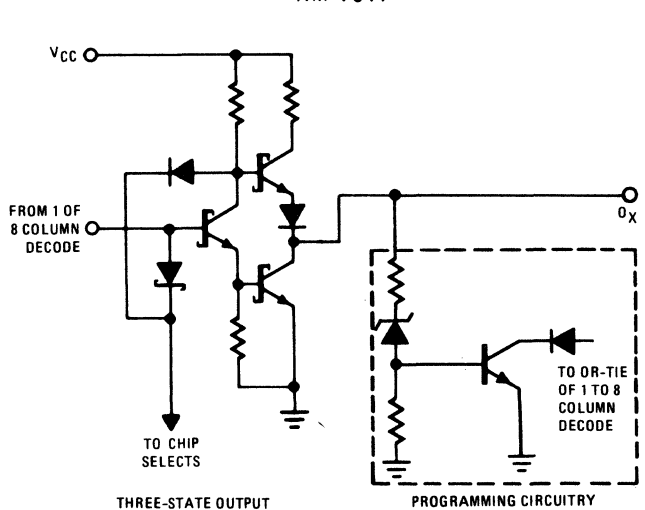 VCC
FROM 1 OF
8 COLUMN
DECODE
OX
TO OR-TIE
OF 1 TO 8
COLUMN
DECODE
TO CHIP
SELECTS
THREE-STATE OUTPUT
PROGRAMMING CIRCUITRY